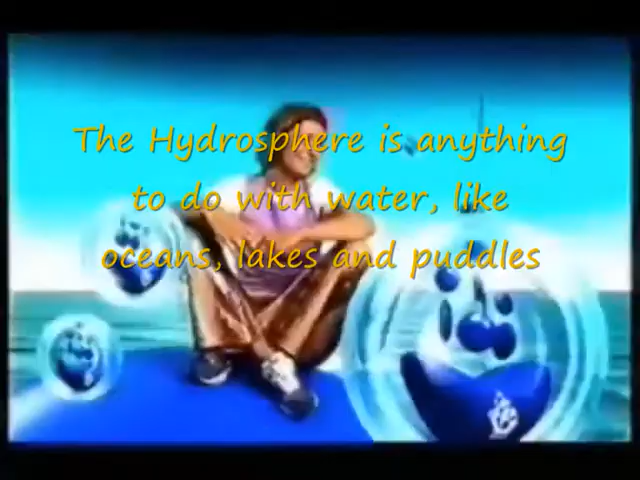 The Hydrosphere is anything
to do with water, like
oceans, lakes and puddles